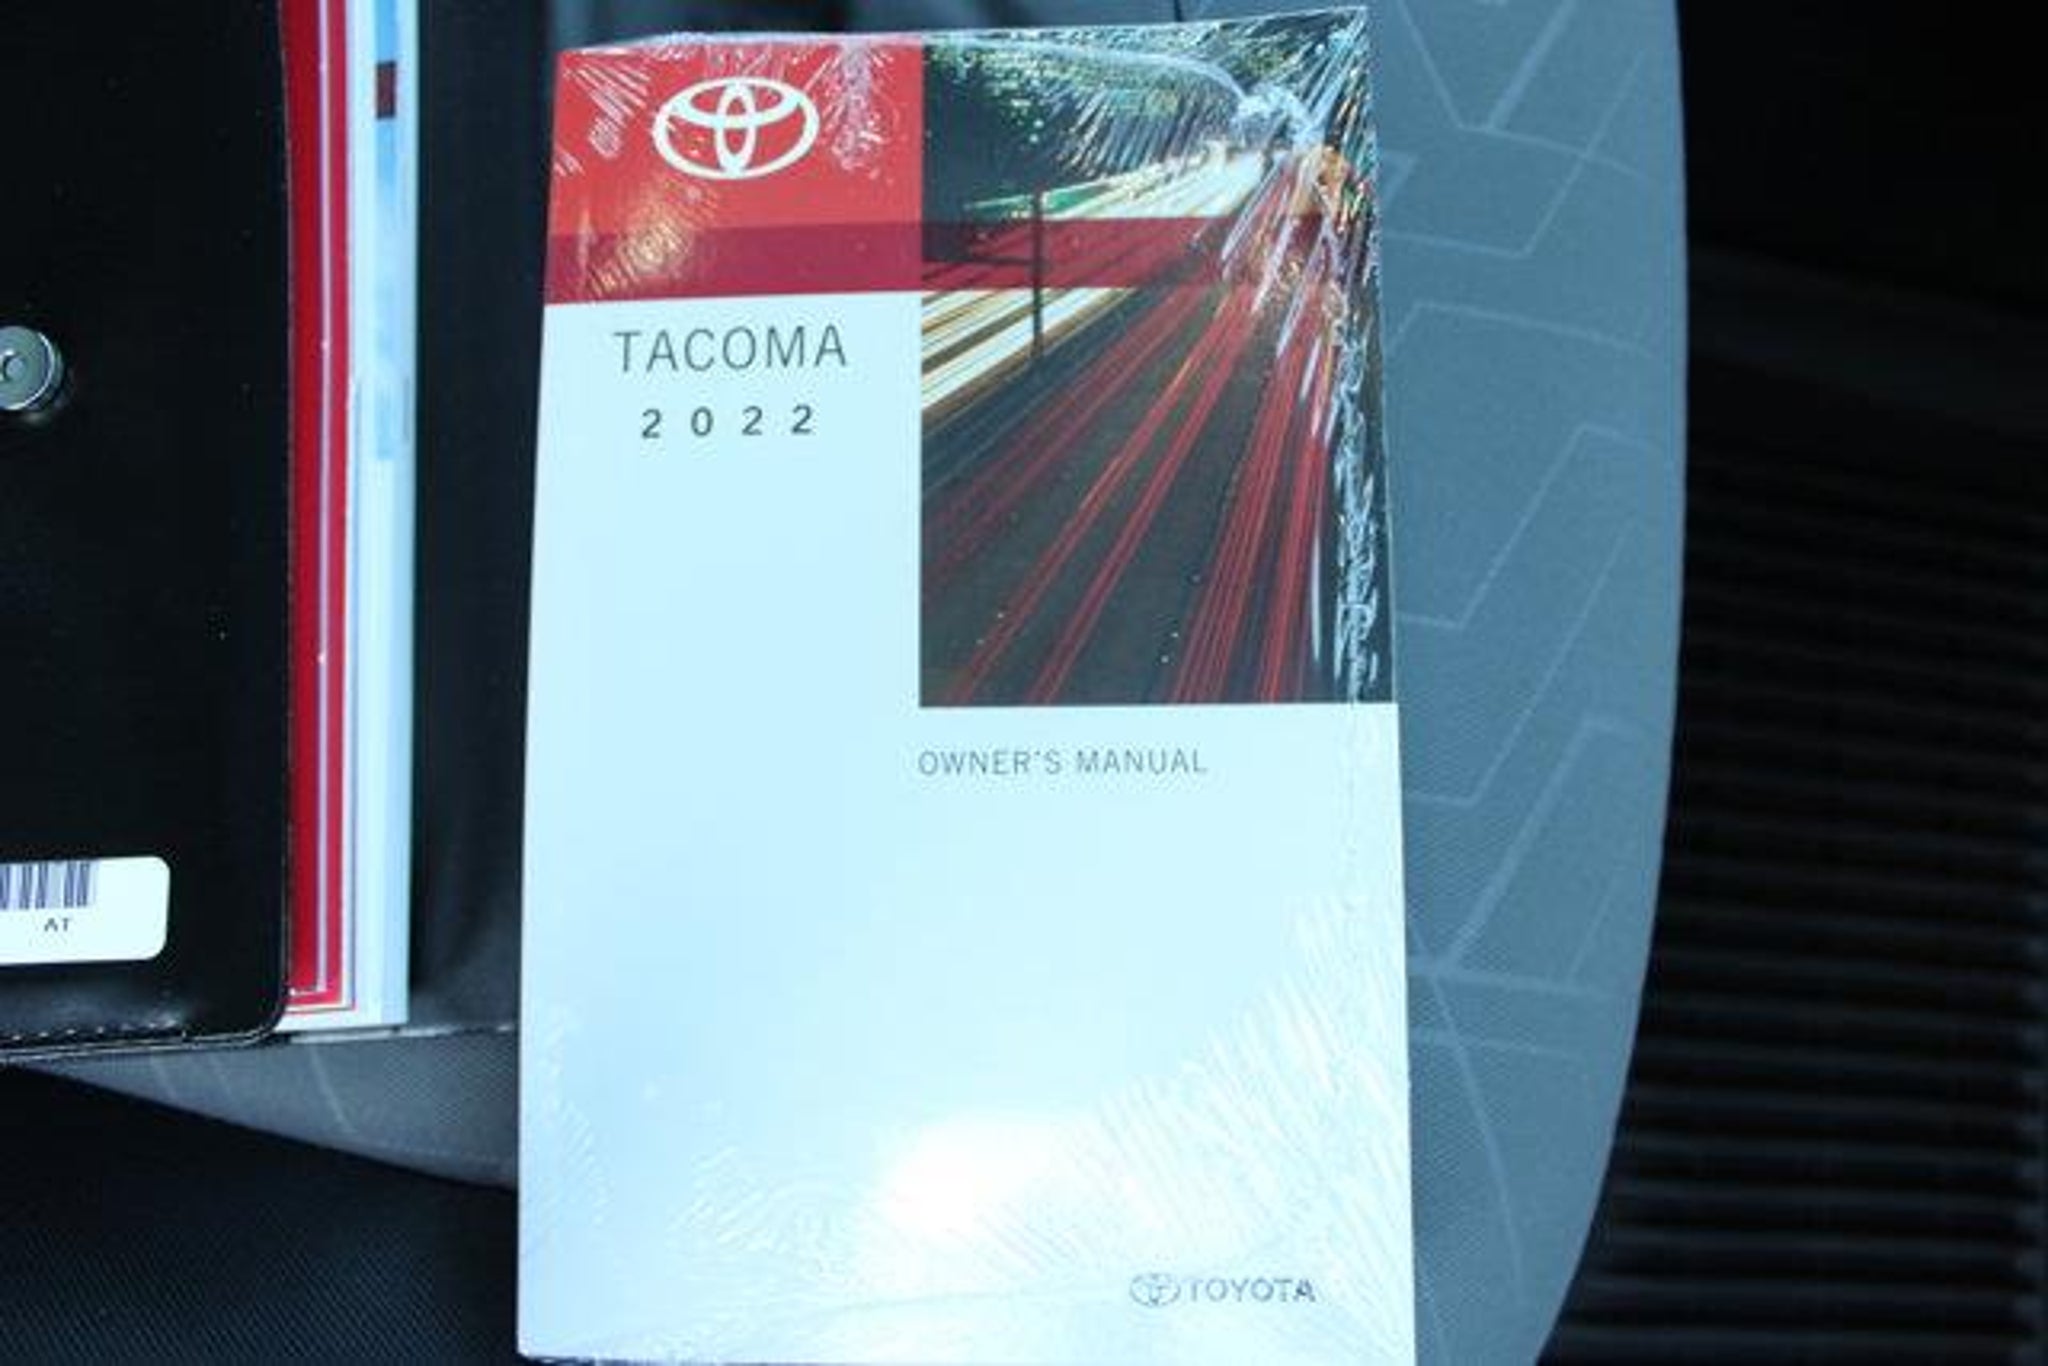 TACOMA
2022
OWNER'S MANUAL
TOYOTA
AT